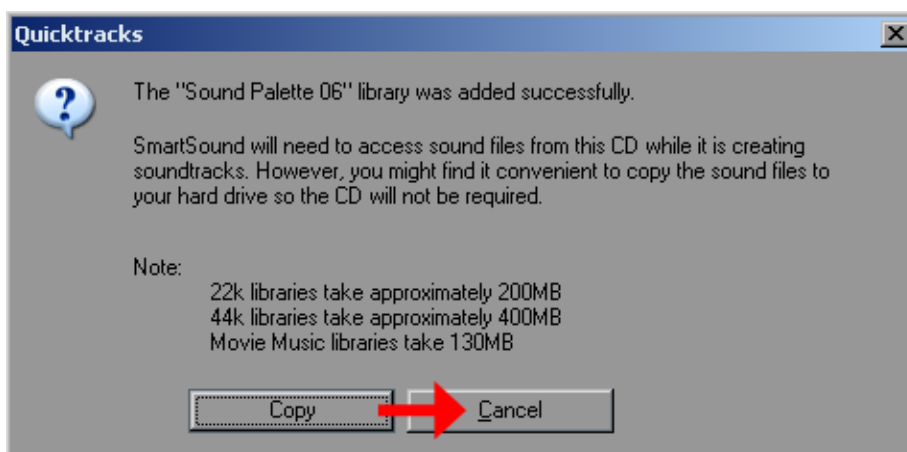 Quicktracks
The "Sound Palette 06" library was added successfully.
SmartSound will need to access sound files from this CD while it is creating
soundtracks. However, you might find it convenient to copy the sound files to
your hard drive so the CD will not be required.
Note:
22k libraries take approximately 200MB
44k libraries take approximately 400MB
Movie Music libraries take 130MB
Copy
Cancel